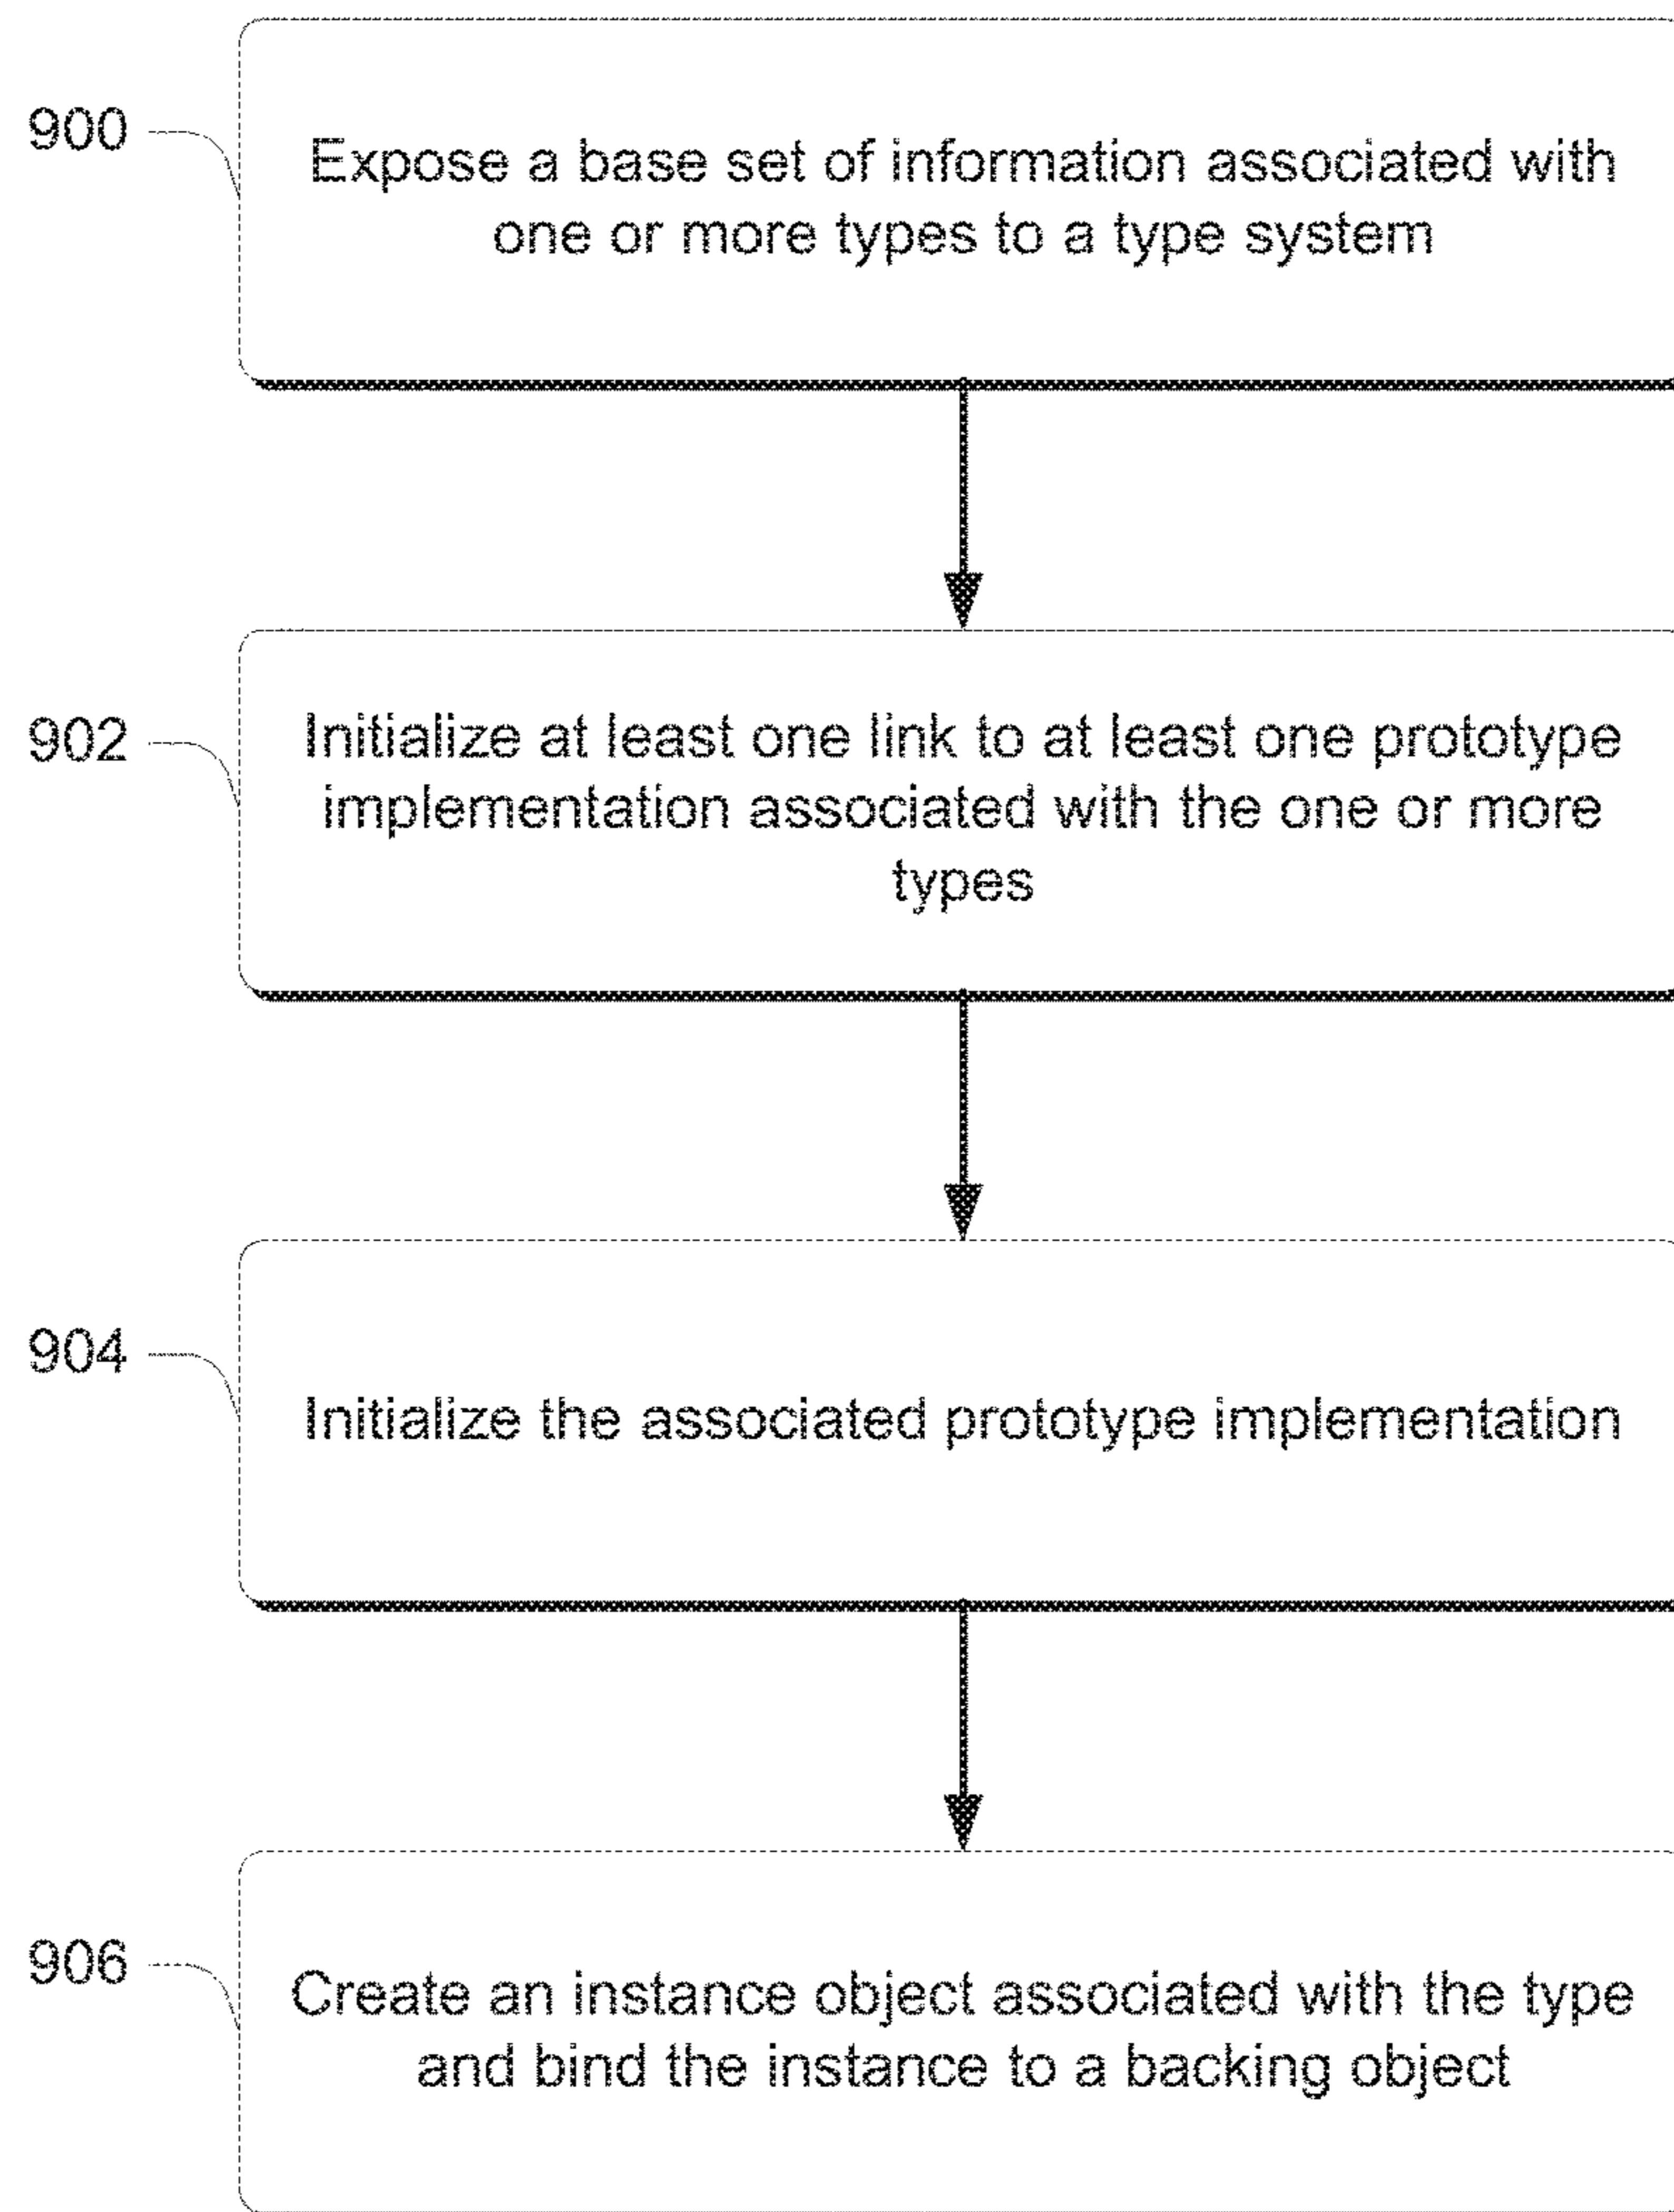 900
Expose a base set of information associated with
one or more types to a type system
902
Initialize at least one link to at least one prototype
implementation associated with the one or more
types
904
Initialize the associated prototype implementation
906
Create an instance object associated with the type
and bind the instance to a backing object